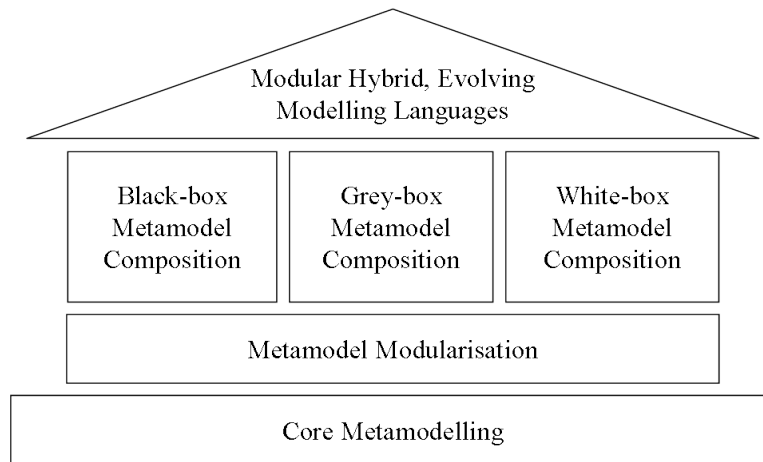 Modular Hybrid, Evolving
Modelling Languages
Black-box
Metamodel
Composition
Grey-box
Metamodel
Composition
White-box
Metamodel
Composition
Metamodel Modularisation
Core Metamodelling